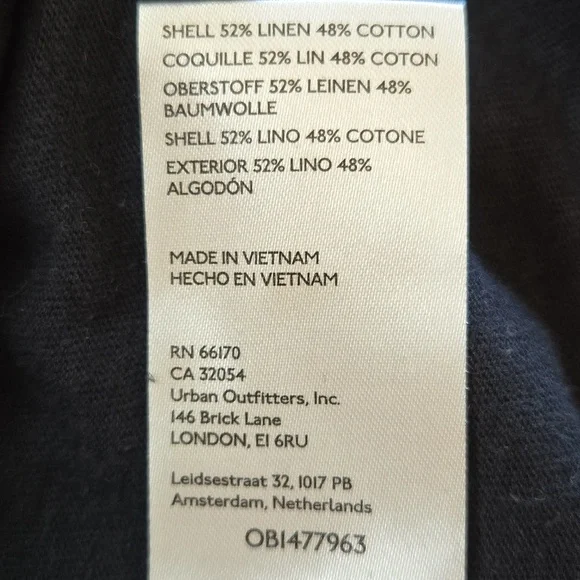 SHELL 52% LINEN 48% COTTON
COQUILLE 52% LIN 48% COTON
OBERSTOFF 52% LEINEN 48%
BAUMWOLLE
SHELL 52% LINO 48% COTONE
EXTERIOR 52% LINO 48%
ALGODÓN
MADE IN VIETNAM
HECHO EN VIETNAM
RN 66170
CA 32054
Urban Outfitters, Inc.
146 Brick Lane
LONDON, E1 6RU
Leidsestraat 32, 1017 PB
Amsterdam, Netherlands
OB1477963